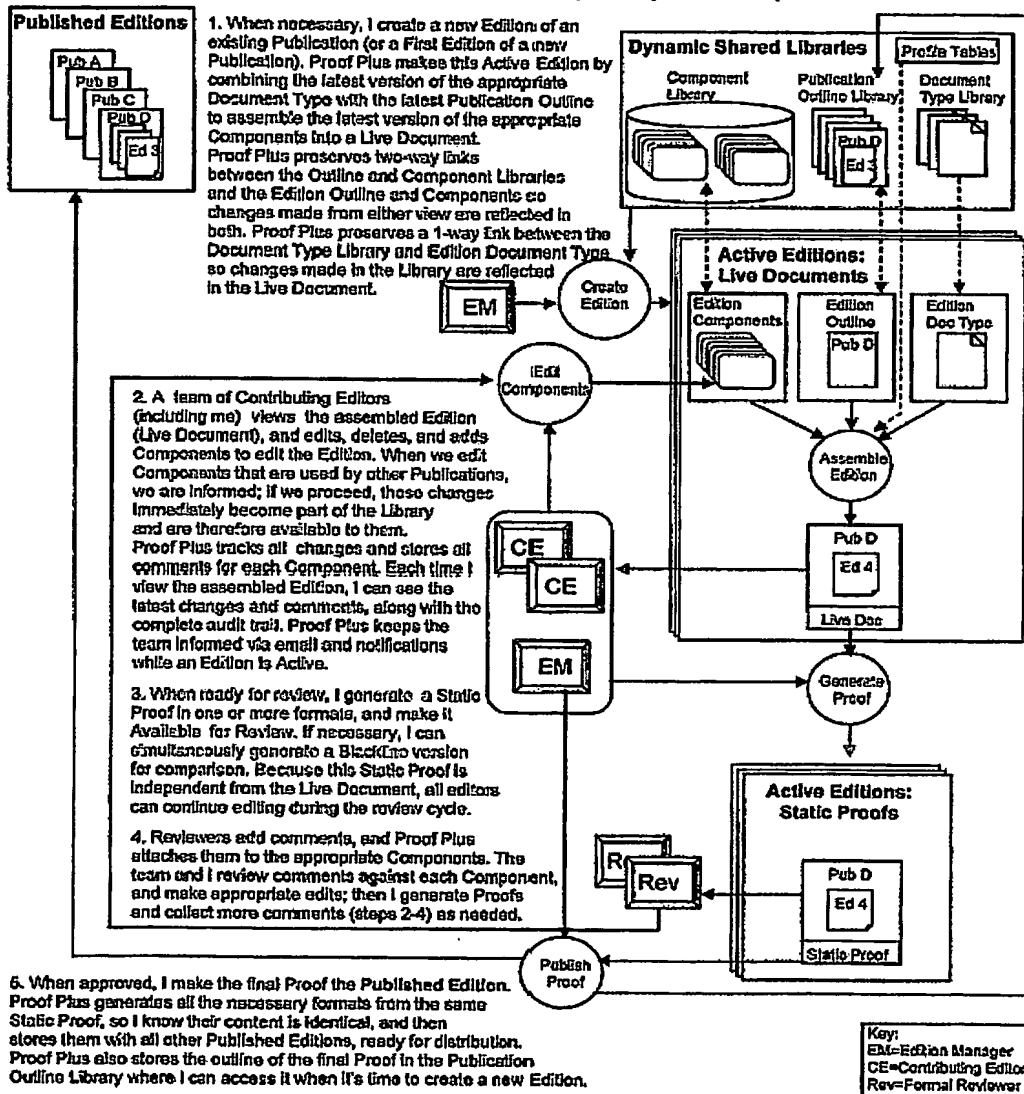 Published Editions
Pub A
Pub B
Pub C
Pub D
Ed 3
1. When necessary, I create a new Edition of an
existing Publication (or a First Edition of a new
Publication). Proof Plus makes this Active Edition by
combining the latest version of the appropriate
Document Type with the latest Publication Outline
to assemble the latest version of the appropriate
Components into a Live Document.
Proof Plus preserves two-way links
between the Outline and Component Libraries
and the Edition Outline and Components so
changes made from either view are reflected in
both. Proof Plus preserves a 1-way link between the
Document Type Library and Edition Document Type
so changes made in the Library are reflected
in the Live Document.
Dynamic Shared Libraries
Profile Tables
Component
Library
Publication
Outline Library
Pub D
Ed 3
Document
Type Library
EM
Create
Edition
Active Editions:
Live Documents
Edition
Components
Edition
Outline
Pub D
Edition
Doc Type
Edit
Components
Assemble
Edition
Pub D
Ed 4
Live Doc
2. A team of Contributing Editors
(including me) views the assembled Edition
(Live Document), and edits, deletes, and adds
Components to edit the Edition. When we edit
Components that are used by other Publications,
we are informed; if we proceed, those changes
immediately become part of the Library
and are therefore available to them.
Proof Plus tracks all changes and stores all
comments for each Component. Each time I
view the assembled Edition, I can see the
latest changes and comments, along with the
complete audit trail. Proof Plus keeps the
team informed via email and notifications
while an Edition is Active.
CE
CE
EM
Generate
Proof
3. When ready for review, I generate a Static
Proof in one or more formats, and make it
Available for Review. If necessary, I can
simultaneously generate a BlackLine version
for comparison. Because this Static Proof is
independent from the Live Document, all editors
can continue editing during the review cycle.
Active Editions:
Static Proofs
Pub D
Ed 4
Static Proof
4. Reviewers add comments, and Proof Plus
attaches them to the appropriate Components. The
team and I review comments against each Component,
and make appropriate edits; then I generate Proofs
and collect more comments (steps 2-4) as needed.
Rev
Publish
Proof
5. When approved, I make the final Proof the Published Edition.
Proof Plus generates all the necessary formats from the same
Static Proof, so I know their content is identical, and then
stores them with all other Published Editions, ready for distribution.
Proof Plus also stores the outline of the final Proof in the Publication
Outline Library where I can access it when it's time to create a new Edition.
Key:
EM=Edition Manager
CE=Contributing Editor
Rev=Formal Reviewer